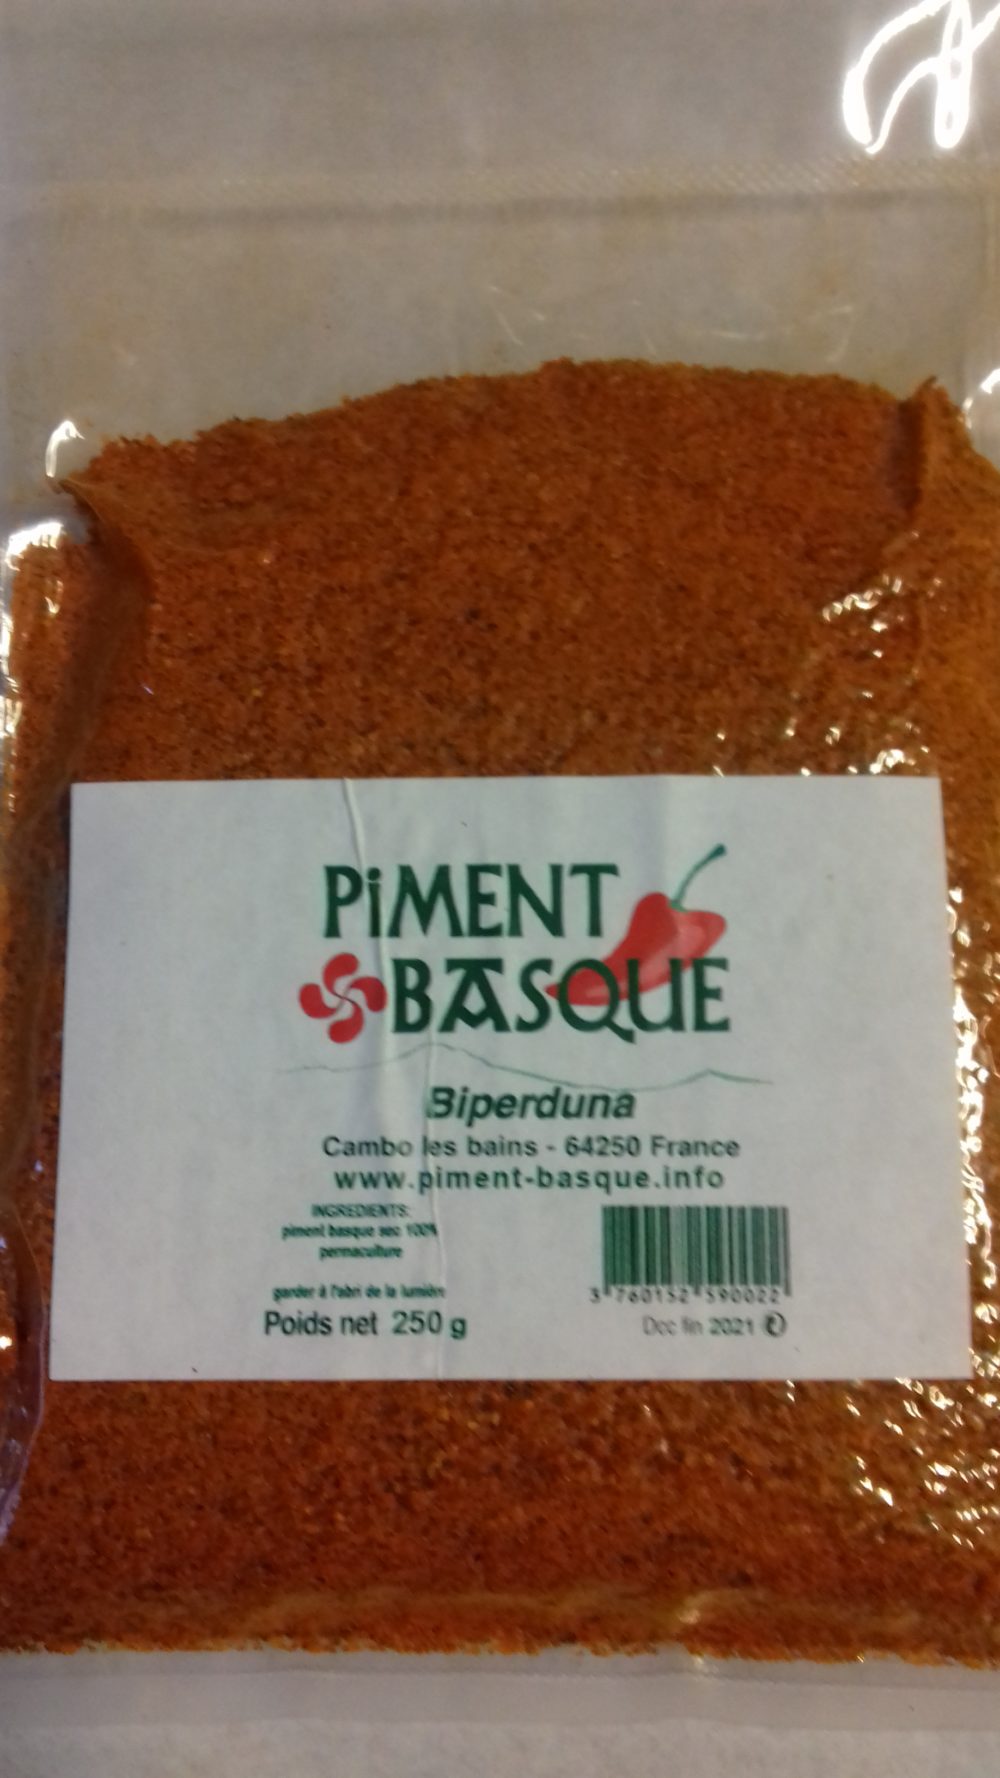 PiMENT
BASQUE
Biperduna
Cambo les bains - 64250 France
www.piment-basque.info
INGREDIENTS:
piment basque sec 100%
permaculture
garder à l'abri de la lumière
Poids net 250 g
3 760152 590022
Dcc fin 2021